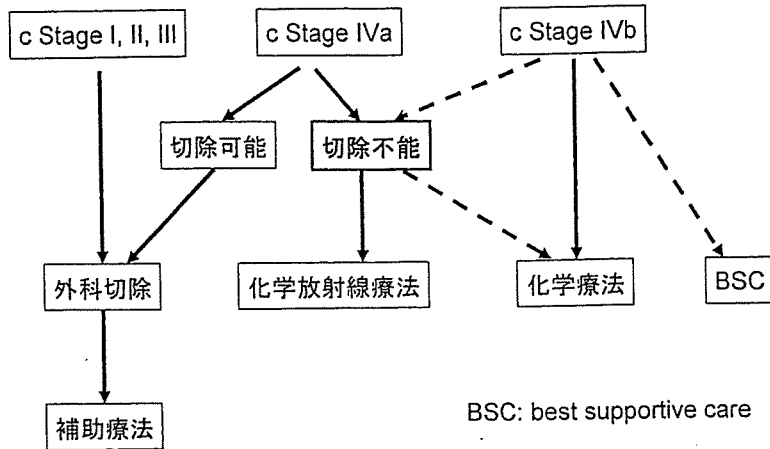 c Stage I, II, III
c Stage IVa
c Stage IVb
切除可能
切除不能
外科切除
化学放射線療法
化学療法
BSC
補助療法
BSC: best supportive care